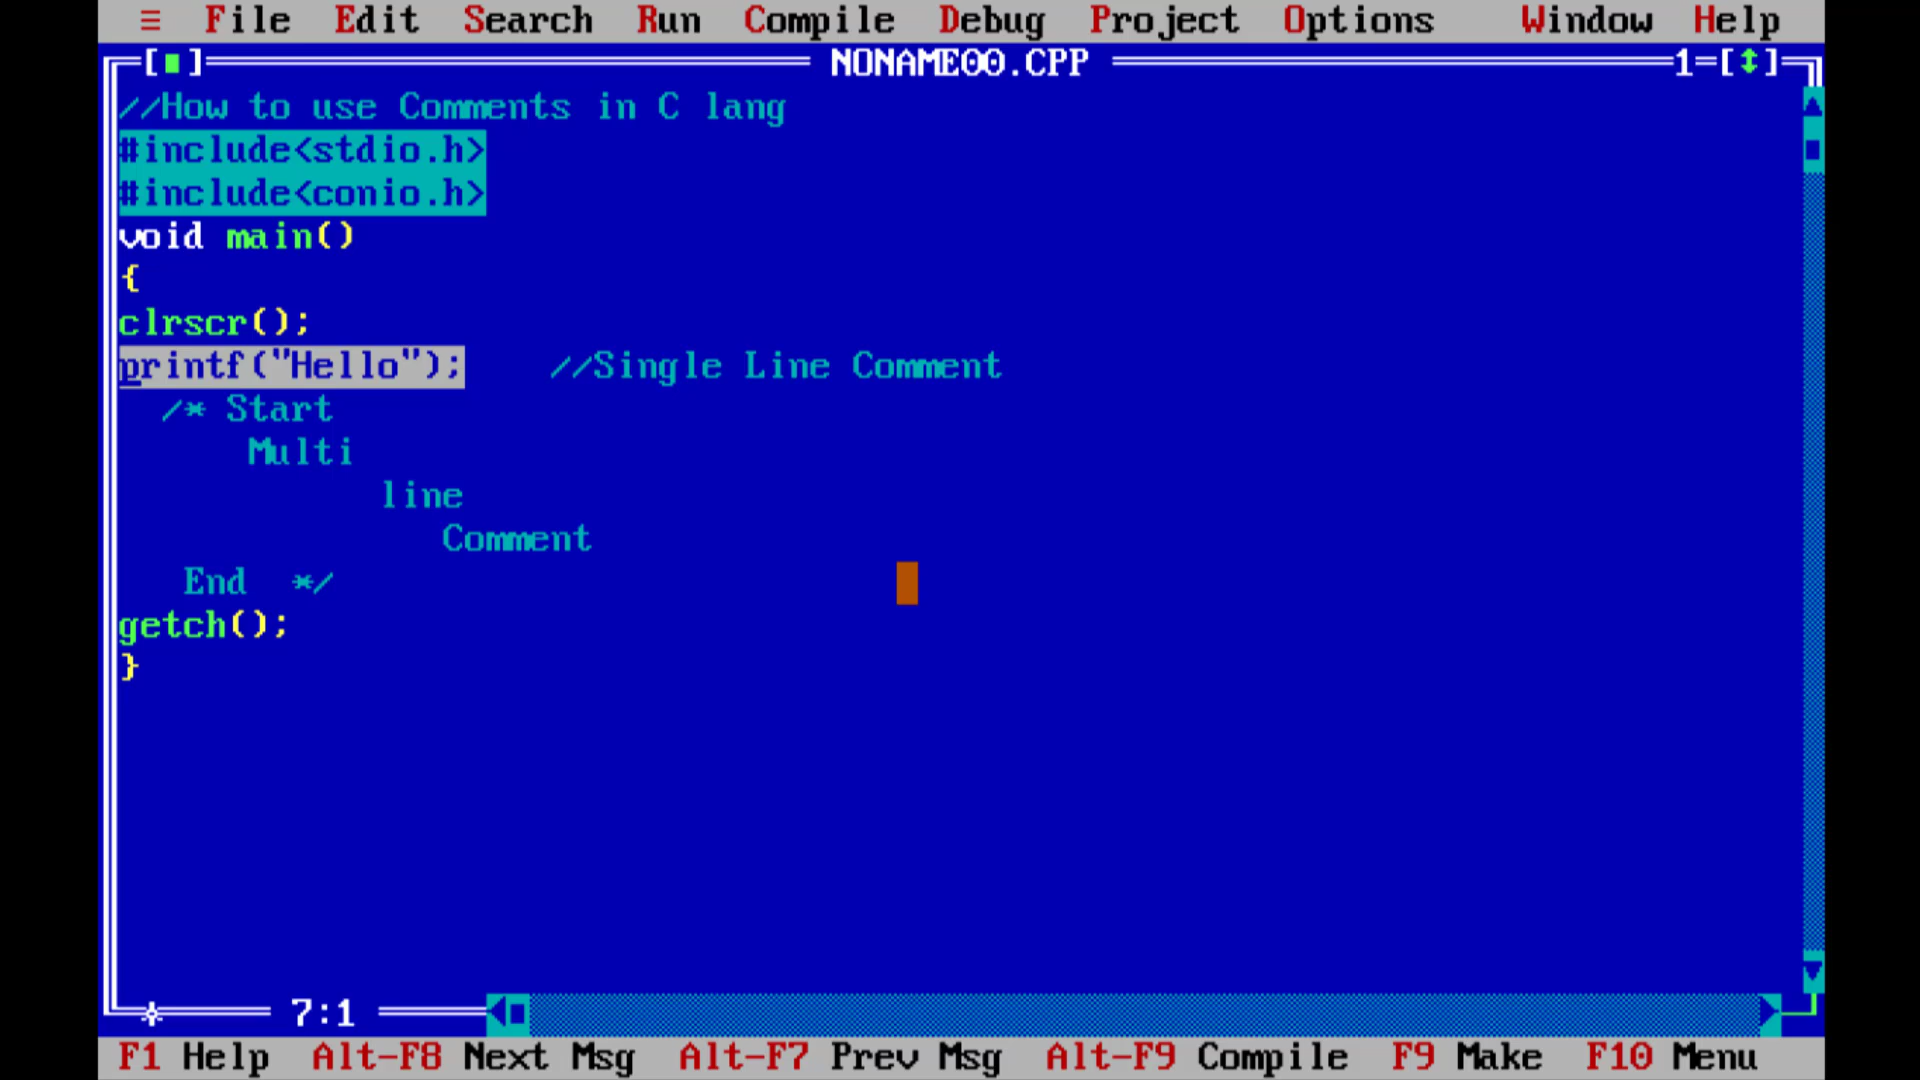 ≡ File Edit Search Run Compile Debug Project Options Window Help
[■] NONAME00.CPP 1=[↕]
//How to use Comments in C lang
#include<stdio.h>
#include<conio.h>
void main()
{
clrscr();
printf("Hello"); //Single Line Comment
/* Start
Multi
line
Comment
End */
getch();
}
7:1
F1 Help Alt-F8 Next Msg Alt-F7 Prev Msg Alt-F9 Compile F9 Make F10 Menu